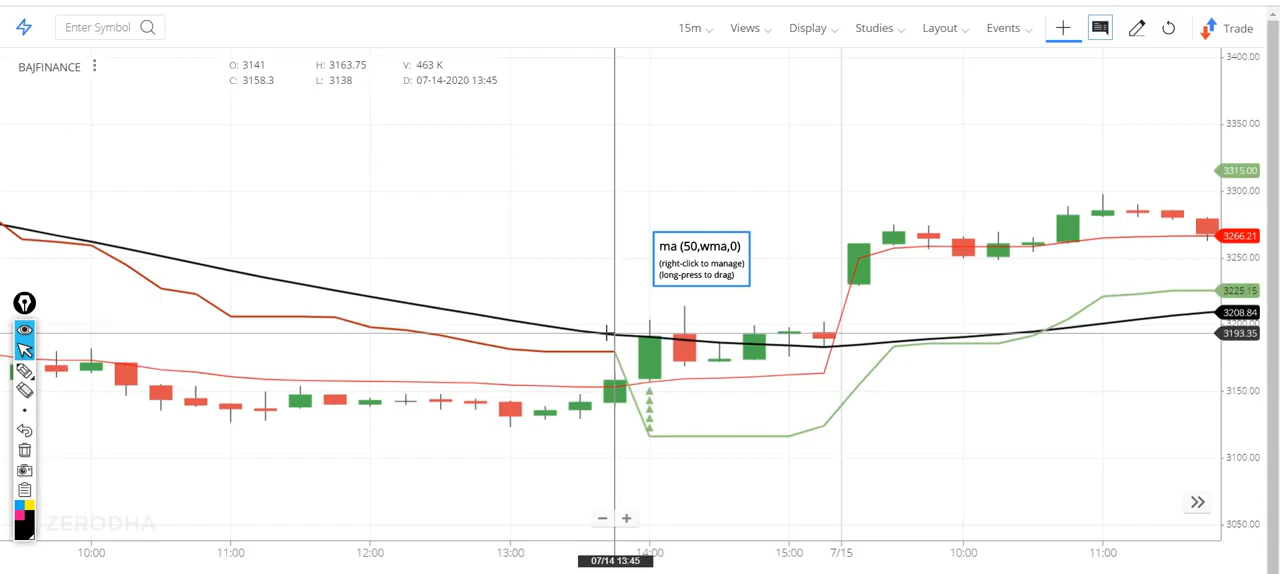 Enter Symbol
15m
Views
Display
Studies
Layout
Events
Trade
BAJFINANCE
O: 3141
H: 3163.75
V: 463 K
C: 3158.3
L: 3138
D: 07-14-2020 13:45
3400.00
3350.00
3315.00
3300.00
ma (50,wma,0)
(right-click to manage)
(long-press to drag)
3266.21
3250.00
3225.15
3208.84
3193.35
3150.00
3100.00
3050.00
ZERODHA
10:00
11:00
12:00
13:00
14:00
15:00
7/15
10:00
11:00
07/14 13:45